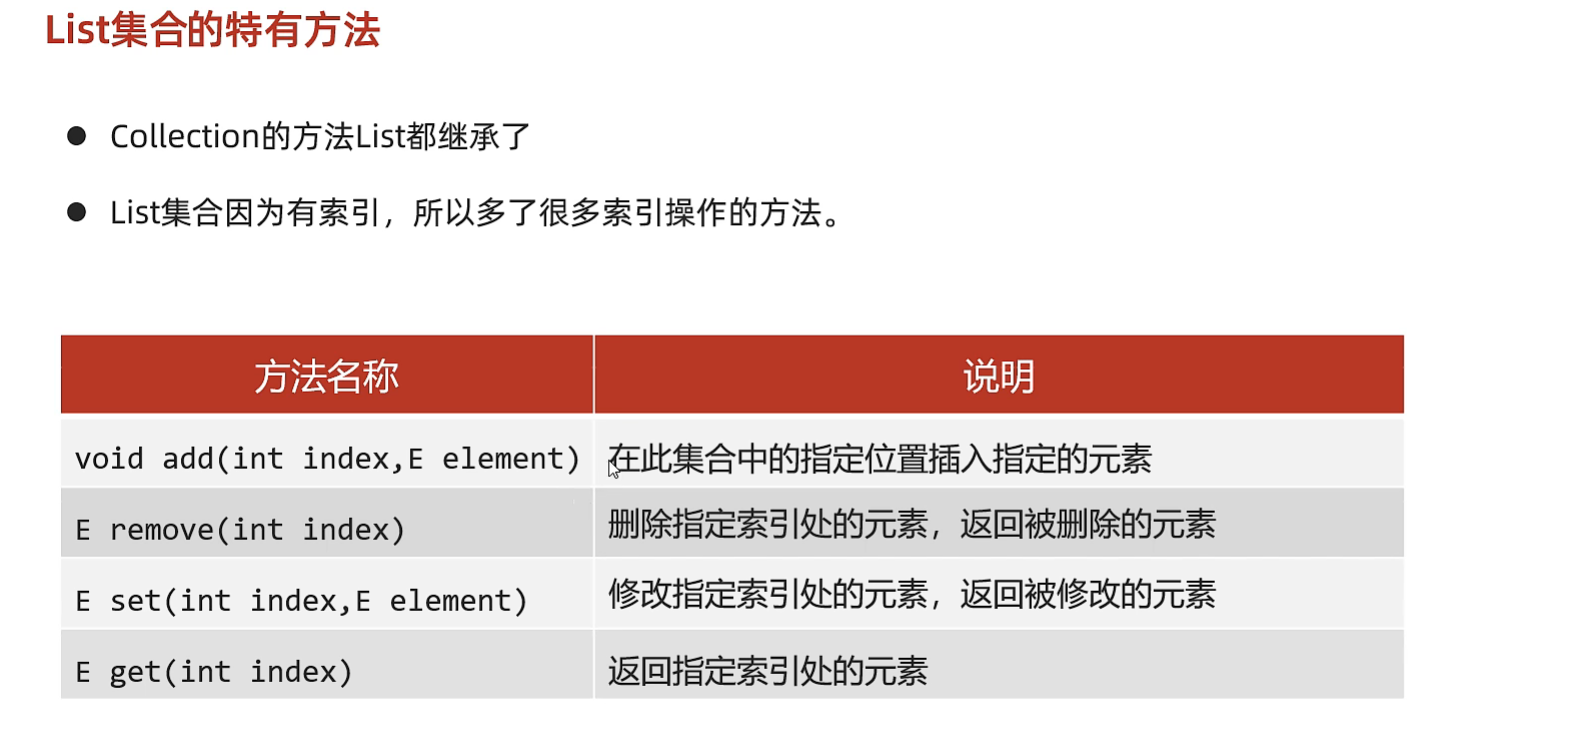 List集合的特有方法
● Collection的方法List都继承了
● List集合因为有索引，所以多了很多索引操作的方法。
方法名称 说明
void add(int index,E element) 在此集合中的指定位置插入指定的元素
E remove(int index) 删除指定索引处的元素，返回被删除的元素
E set(int index,E element) 修改指定索引处的元素，返回被修改的元素
E get(int index) 返回指定索引处的元素